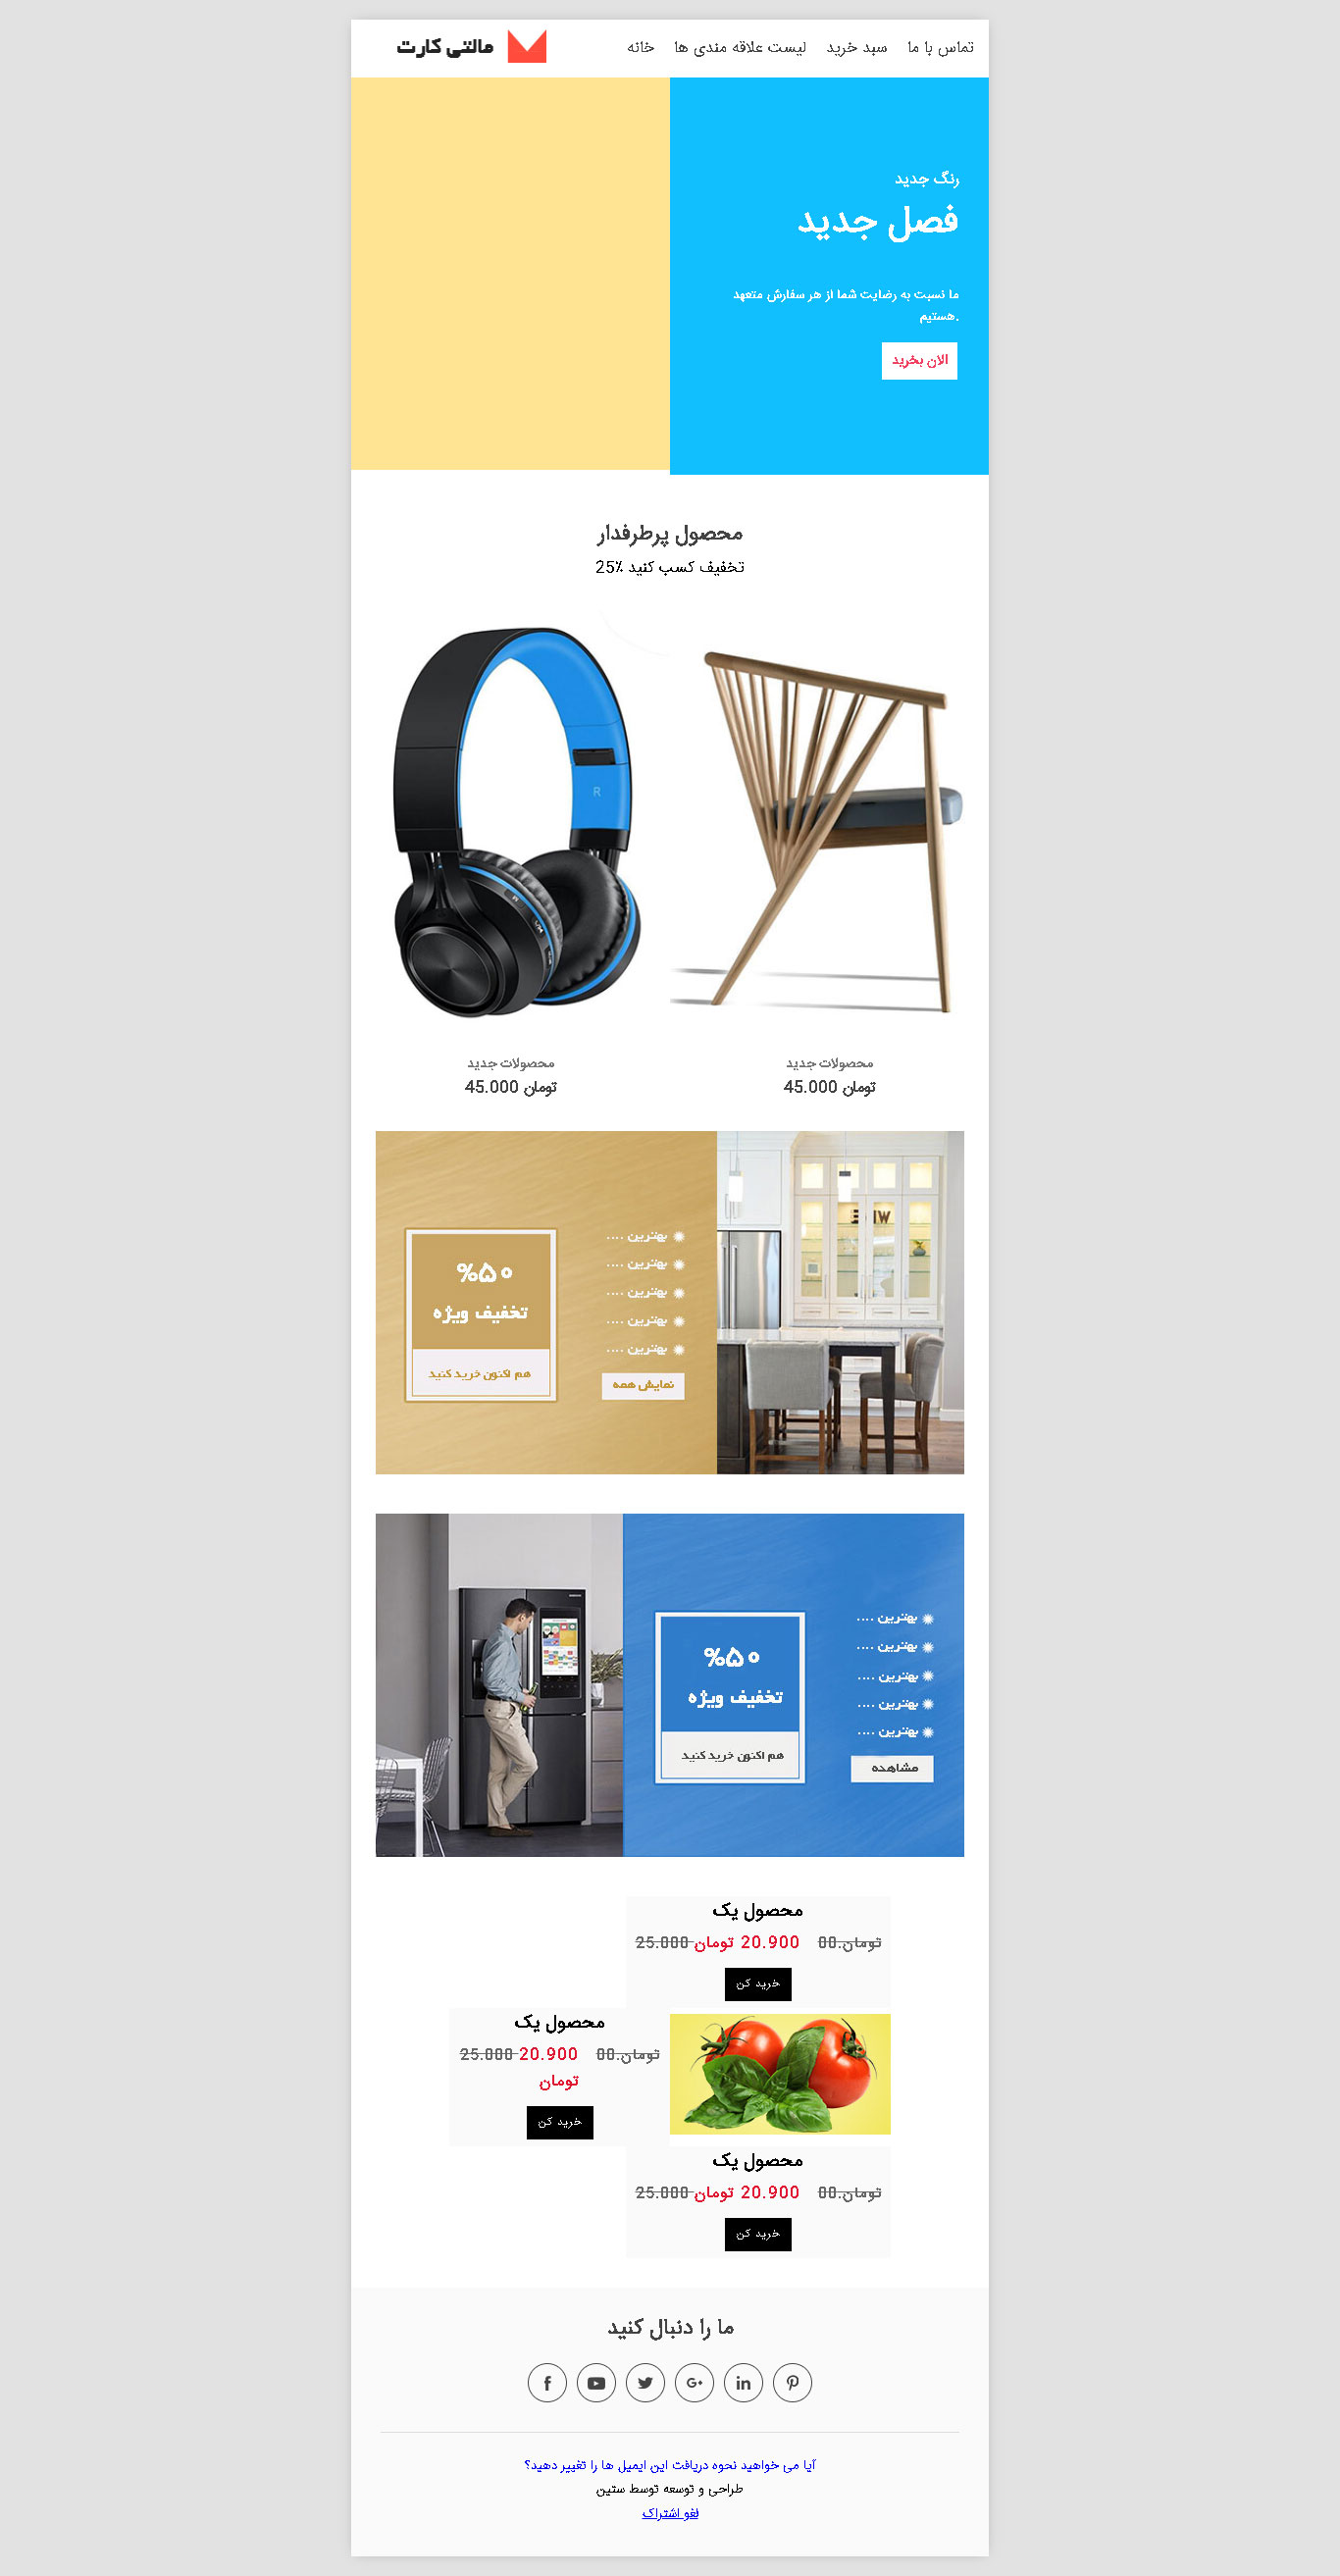 تماس با ما
سبد خرید
لیست علاقه مندی ها
خانه
مالتی کارت
رنگ جدید
فصل جدید
ما نسبت به رضایت شما از هر سفارش متعهد
هستیم.
الان بخرید
محصول پرطرفدار
25% تخفیف کسب کنید
R
محصولات جدید
45.000 تومان
محصولات جدید
45.000 تومان
بهترین ....
بهترین ....
بهترین ....
بهترین ....
بهترین ....
نمایش همه
%۵۰
تخفیف ویژه
هم اکنون خرید کنید
بهترین ....
بهترین ....
بهترین ....
بهترین ....
بهترین ....
مشاهده
%۵۰
تخفیف ویژه
هم اکنون خرید کنید
محصول یک
25.000 تومان 20.900 تومان.00
خرید کن
محصول یک
25.000 20.900 تومان.00
تومان
خرید کن
محصول یک
25.000 تومان 20.900 تومان.00
خرید کن
ما را دنبال کنید
آیا می خواهید نحوه دریافت این ایمیل ها را تغییر دهید؟
طراحی و توسعه توسط ستین
لغو اشتراک